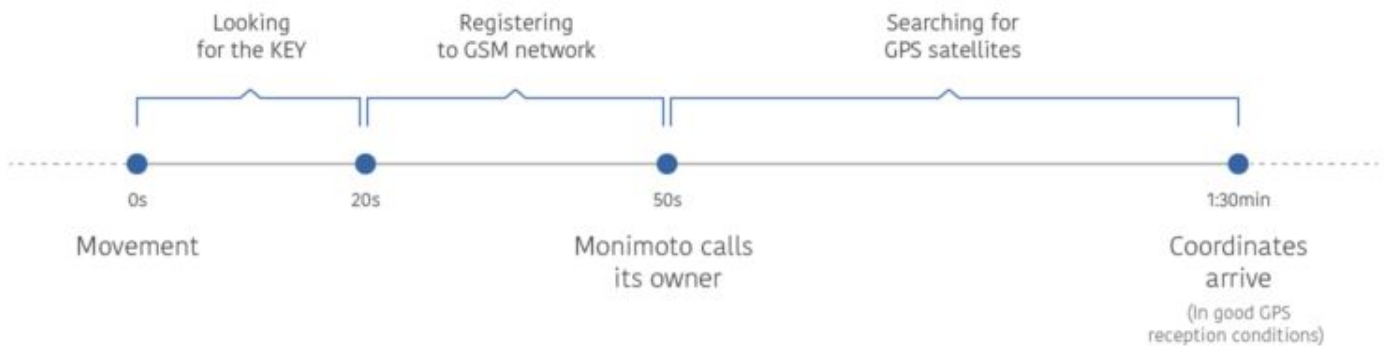 Looking
for the KEY
Registering
to GSM network
Searching for
GPS satellites
0s
20s
50s
1:30min
Movement
Monimoto calls
its owner
Coordinates
arrive
(In good GPS
reception conditions)